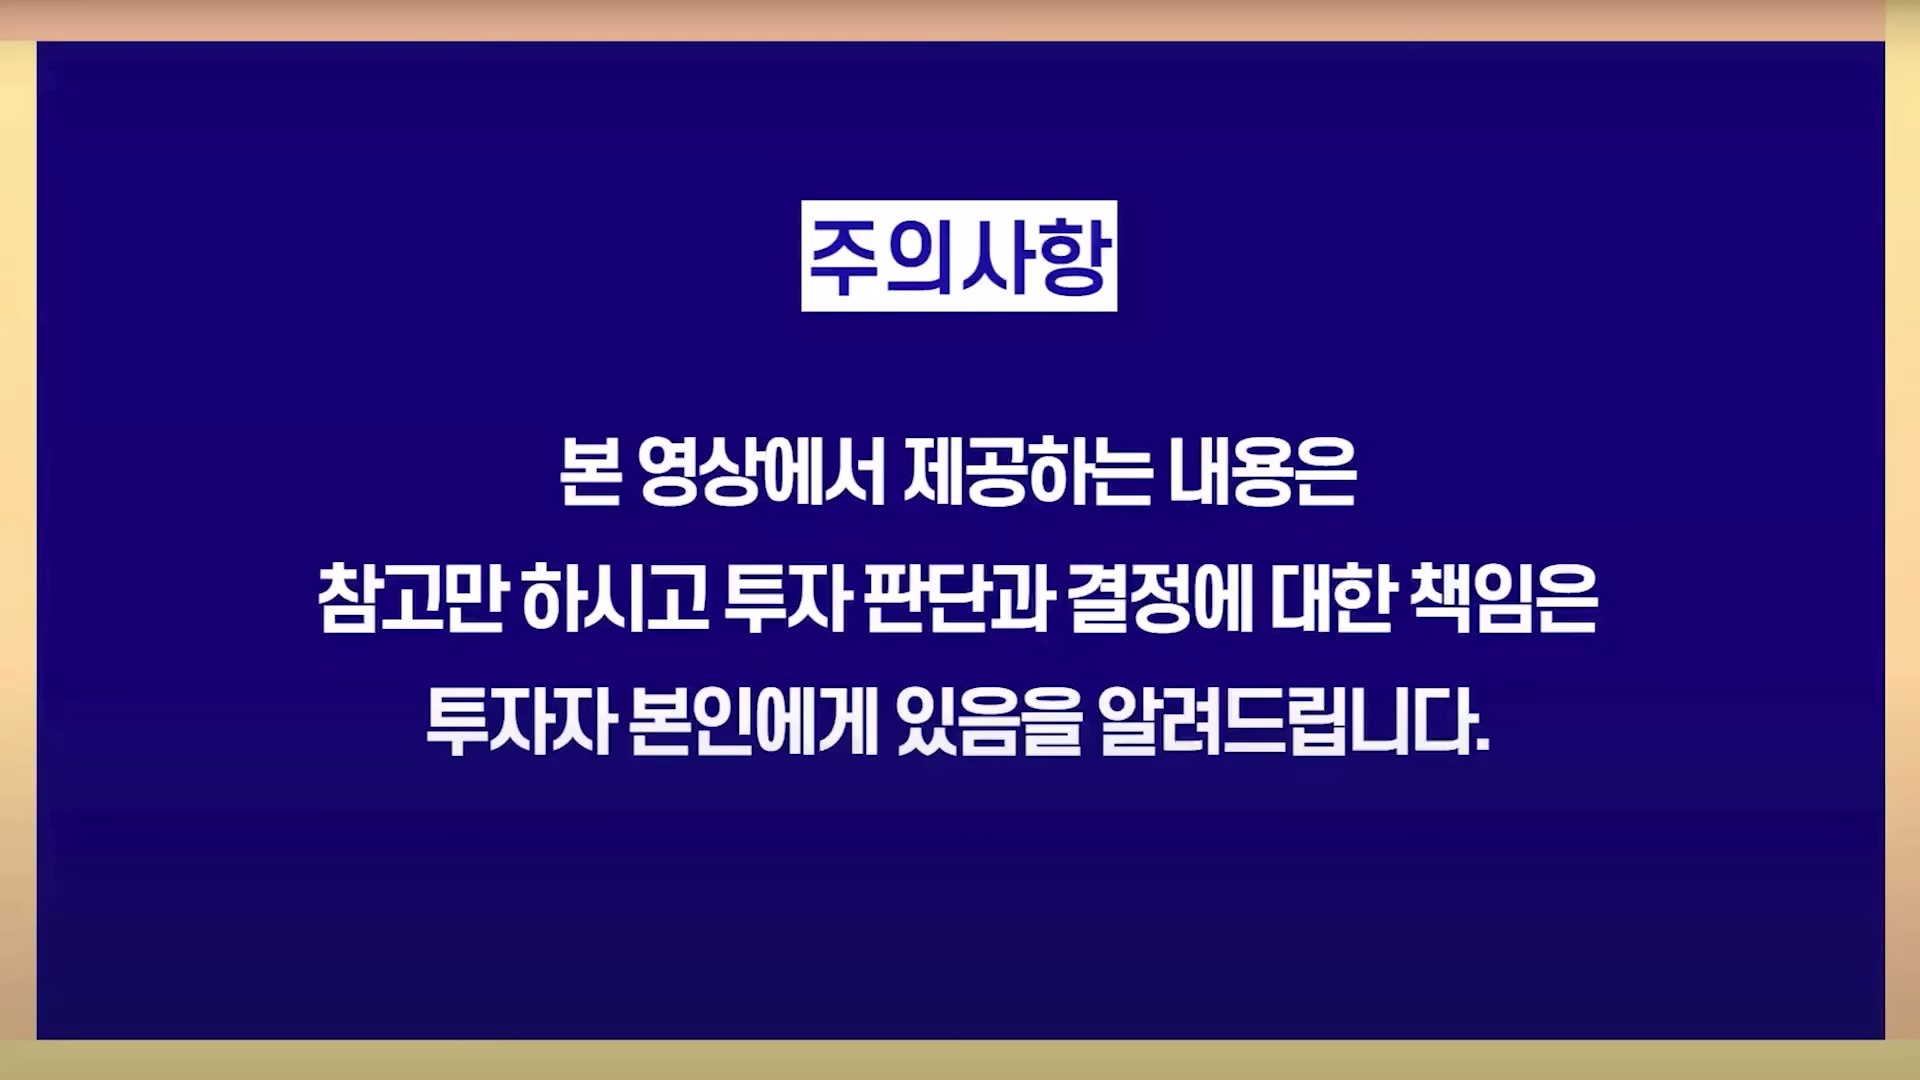 주의사항
본 영상에서 제공하는 내용은
참고만 하시고 투자 판단과 결정에 대한 책임은
투자자 본인에게 있음을 알려드립니다.